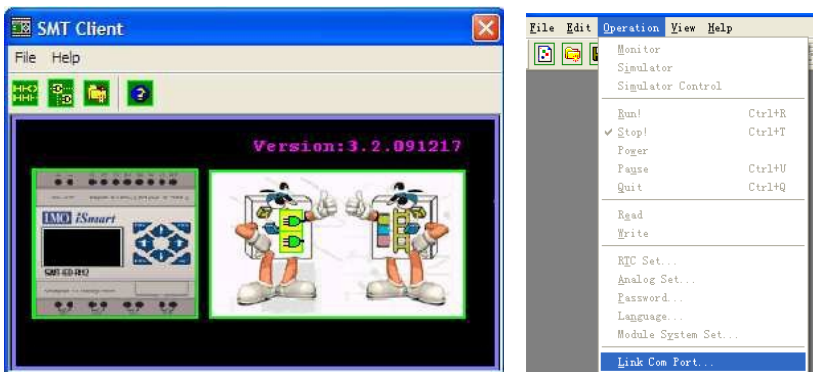 SMT Client
File Help
Version:3.2.091217
IMO iSmart
File Edit Operation View Help
Monitor
Simulator
Simulator Control
Run! Ctrl+R
Stop! Ctrl+T
Power
Pause Ctrl+U
Quit Ctrl+Q
Read
Write
RTC Set...
Analog Set...
Password...
Language...
Module System Set...
Link Com Port...